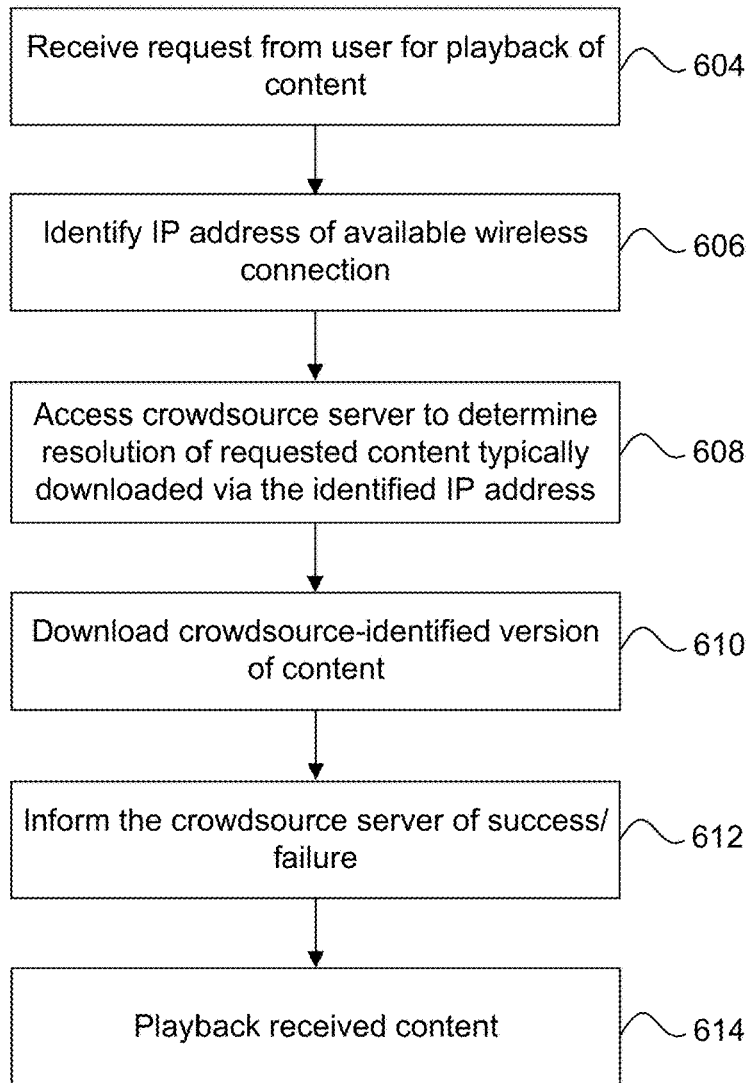 Receive request from user for playback of
content
604
Identify IP address of available wireless
connection
606
Access crowdsource server to determine
resolution of requested content typically
downloaded via the identified IP address
608
Download crowdsource-identified version
of content
610
Inform the crowdsource server of success/
failure
612
Playback received content
614